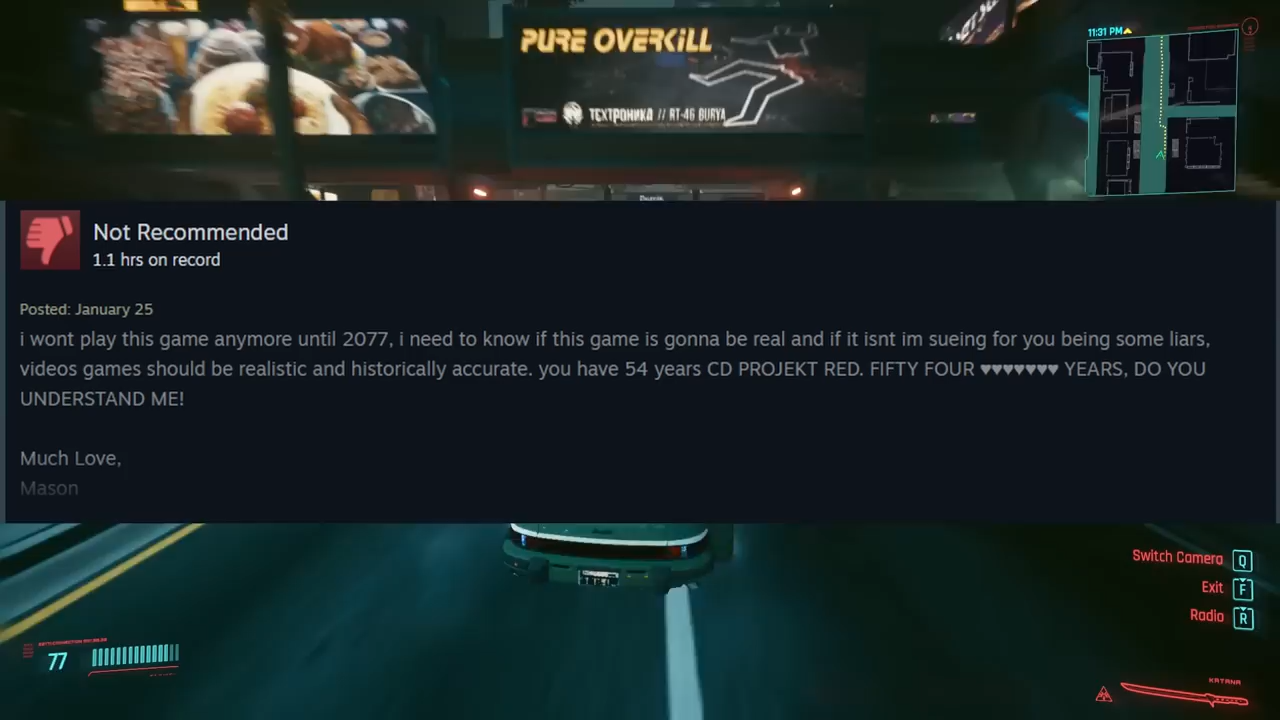 PURE OVERKILL
11:31 PM
TEXTPOНИКА // RT-46 BURYA
Not Recommended
1.1 hrs on record
Posted: January 25
i wont play this game anymore until 2077, i need to know if this game is gonna be real and if it isnt im sueing for you being some liars,
videos games should be realistic and historically accurate. you have 54 years CD PROJEKT RED. FIFTY FOUR ♥♥♥♥♥♥♥ YEARS, DO YOU
UNDERSTAND ME!
Much Love,
Mason
Switch Camera Q
Exit F
Radio R
77
KATANA